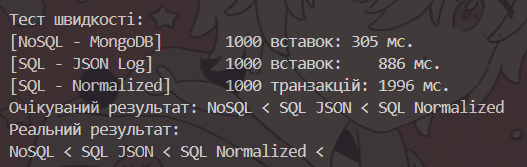 Тест швидкості:
[NoSQL - MongoDB] 1000 вставок: 305 мс.
[SQL - JSON Log] 1000 вставок: 886 мс.
[SQL - Normalized] 1000 транзакцій: 1996 мс.
Очікуваний результат: NoSQL < SQL JSON < SQL Normalized
Реальний результат:
NoSQL < SQL JSON < SQL Normalized <